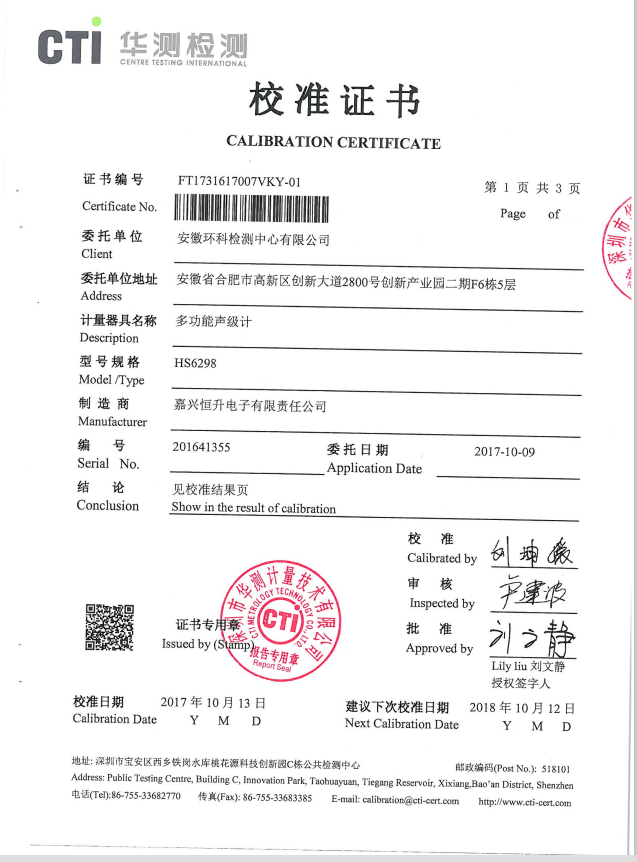 CTI 华测检测
CENTRE TESTING INTERNATIONAL
校准证书
CALIBRATION CERTIFICATE
证书编号 FT1731617007VKY-01 第 1 页 共 3 页
Certificate No. Page of
委托单位 安徽环科检测中心有限公司
Client
委托单位地址 安徽省合肥市高新区创新大道2800号创新产业园二期F6栋5层
Address
计量器具名称 多功能声级计
Description
型号规格 HS6298
Model /Type
制造商 嘉兴恒升电子有限责任公司
Manufacturer
编号 201641355 委托日期 2017-10-09
Serial No. Application Date
结论 见校准结果页
Conclusion Show in the result of calibration
校准
Calibrated by
审核
Inspected by
批准 刘文静
Approved by
Lily liu 刘文静
授权签字人
深圳市华测计量技术有限公司
CTI METROLOGY TECHNOLOGY CO., LTD.
CTI
报告专用章
Report Seal
证书专用章
Issued by (Stamp)
校准日期 2017 年 10 月 13 日 建议下次校准日期 2018 年 10 月 12 日
Calibration Date Y M D Next Calibration Date Y M D
地址: 深圳市宝安区西乡铁岗水库桃花源科技创新园C栋公共检测中心 邮政编码(Post No.): 518101
Address: Public Testing Centre, Building C, Innovation Park, Taohuayuan, Tiegang Reservoir, Xixiang,Bao'an District, Shenzhen
电话(Tel):86-755-33682770 传真(Fax): 86-755-33683385 E-mail: calibration@cti-cert.com http://www.cti-cert.com
深圳市华